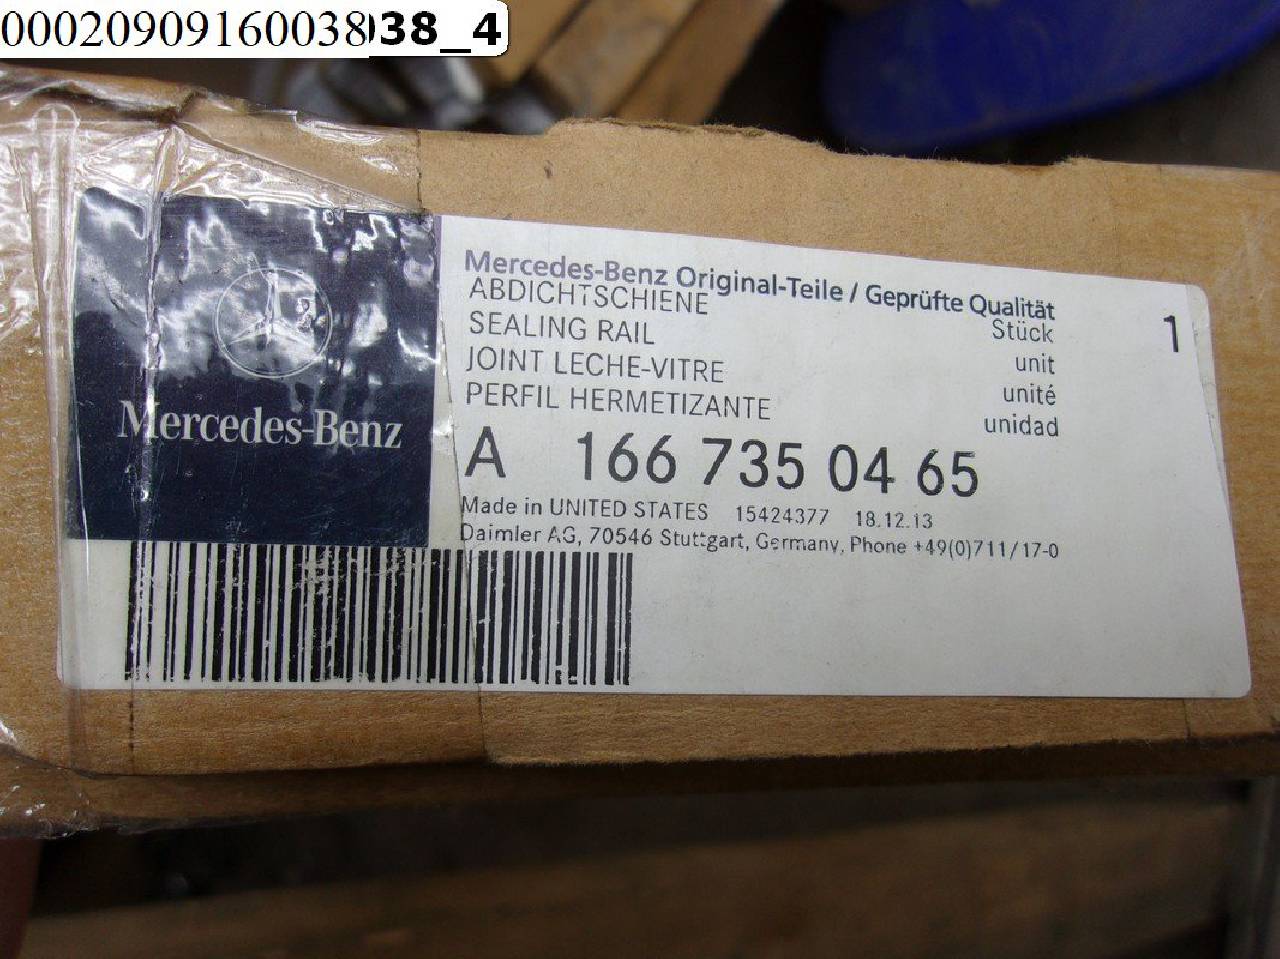 00020909160038038_4
Mercedes-Benz
Mercedes-Benz Original-Teile / Geprüfte Qualität
ABDICHTSCHIENE Stück 1
SEALING RAIL unit
JOINT LECHE-VITRE unité
PERFIL HERMETIZANTE unidad
A 166 735 04 65
Made in UNITED STATES 15424377 18.12.13
Daimler AG, 70546 Stuttgart, Germany, Phone +49(0)711/17-0